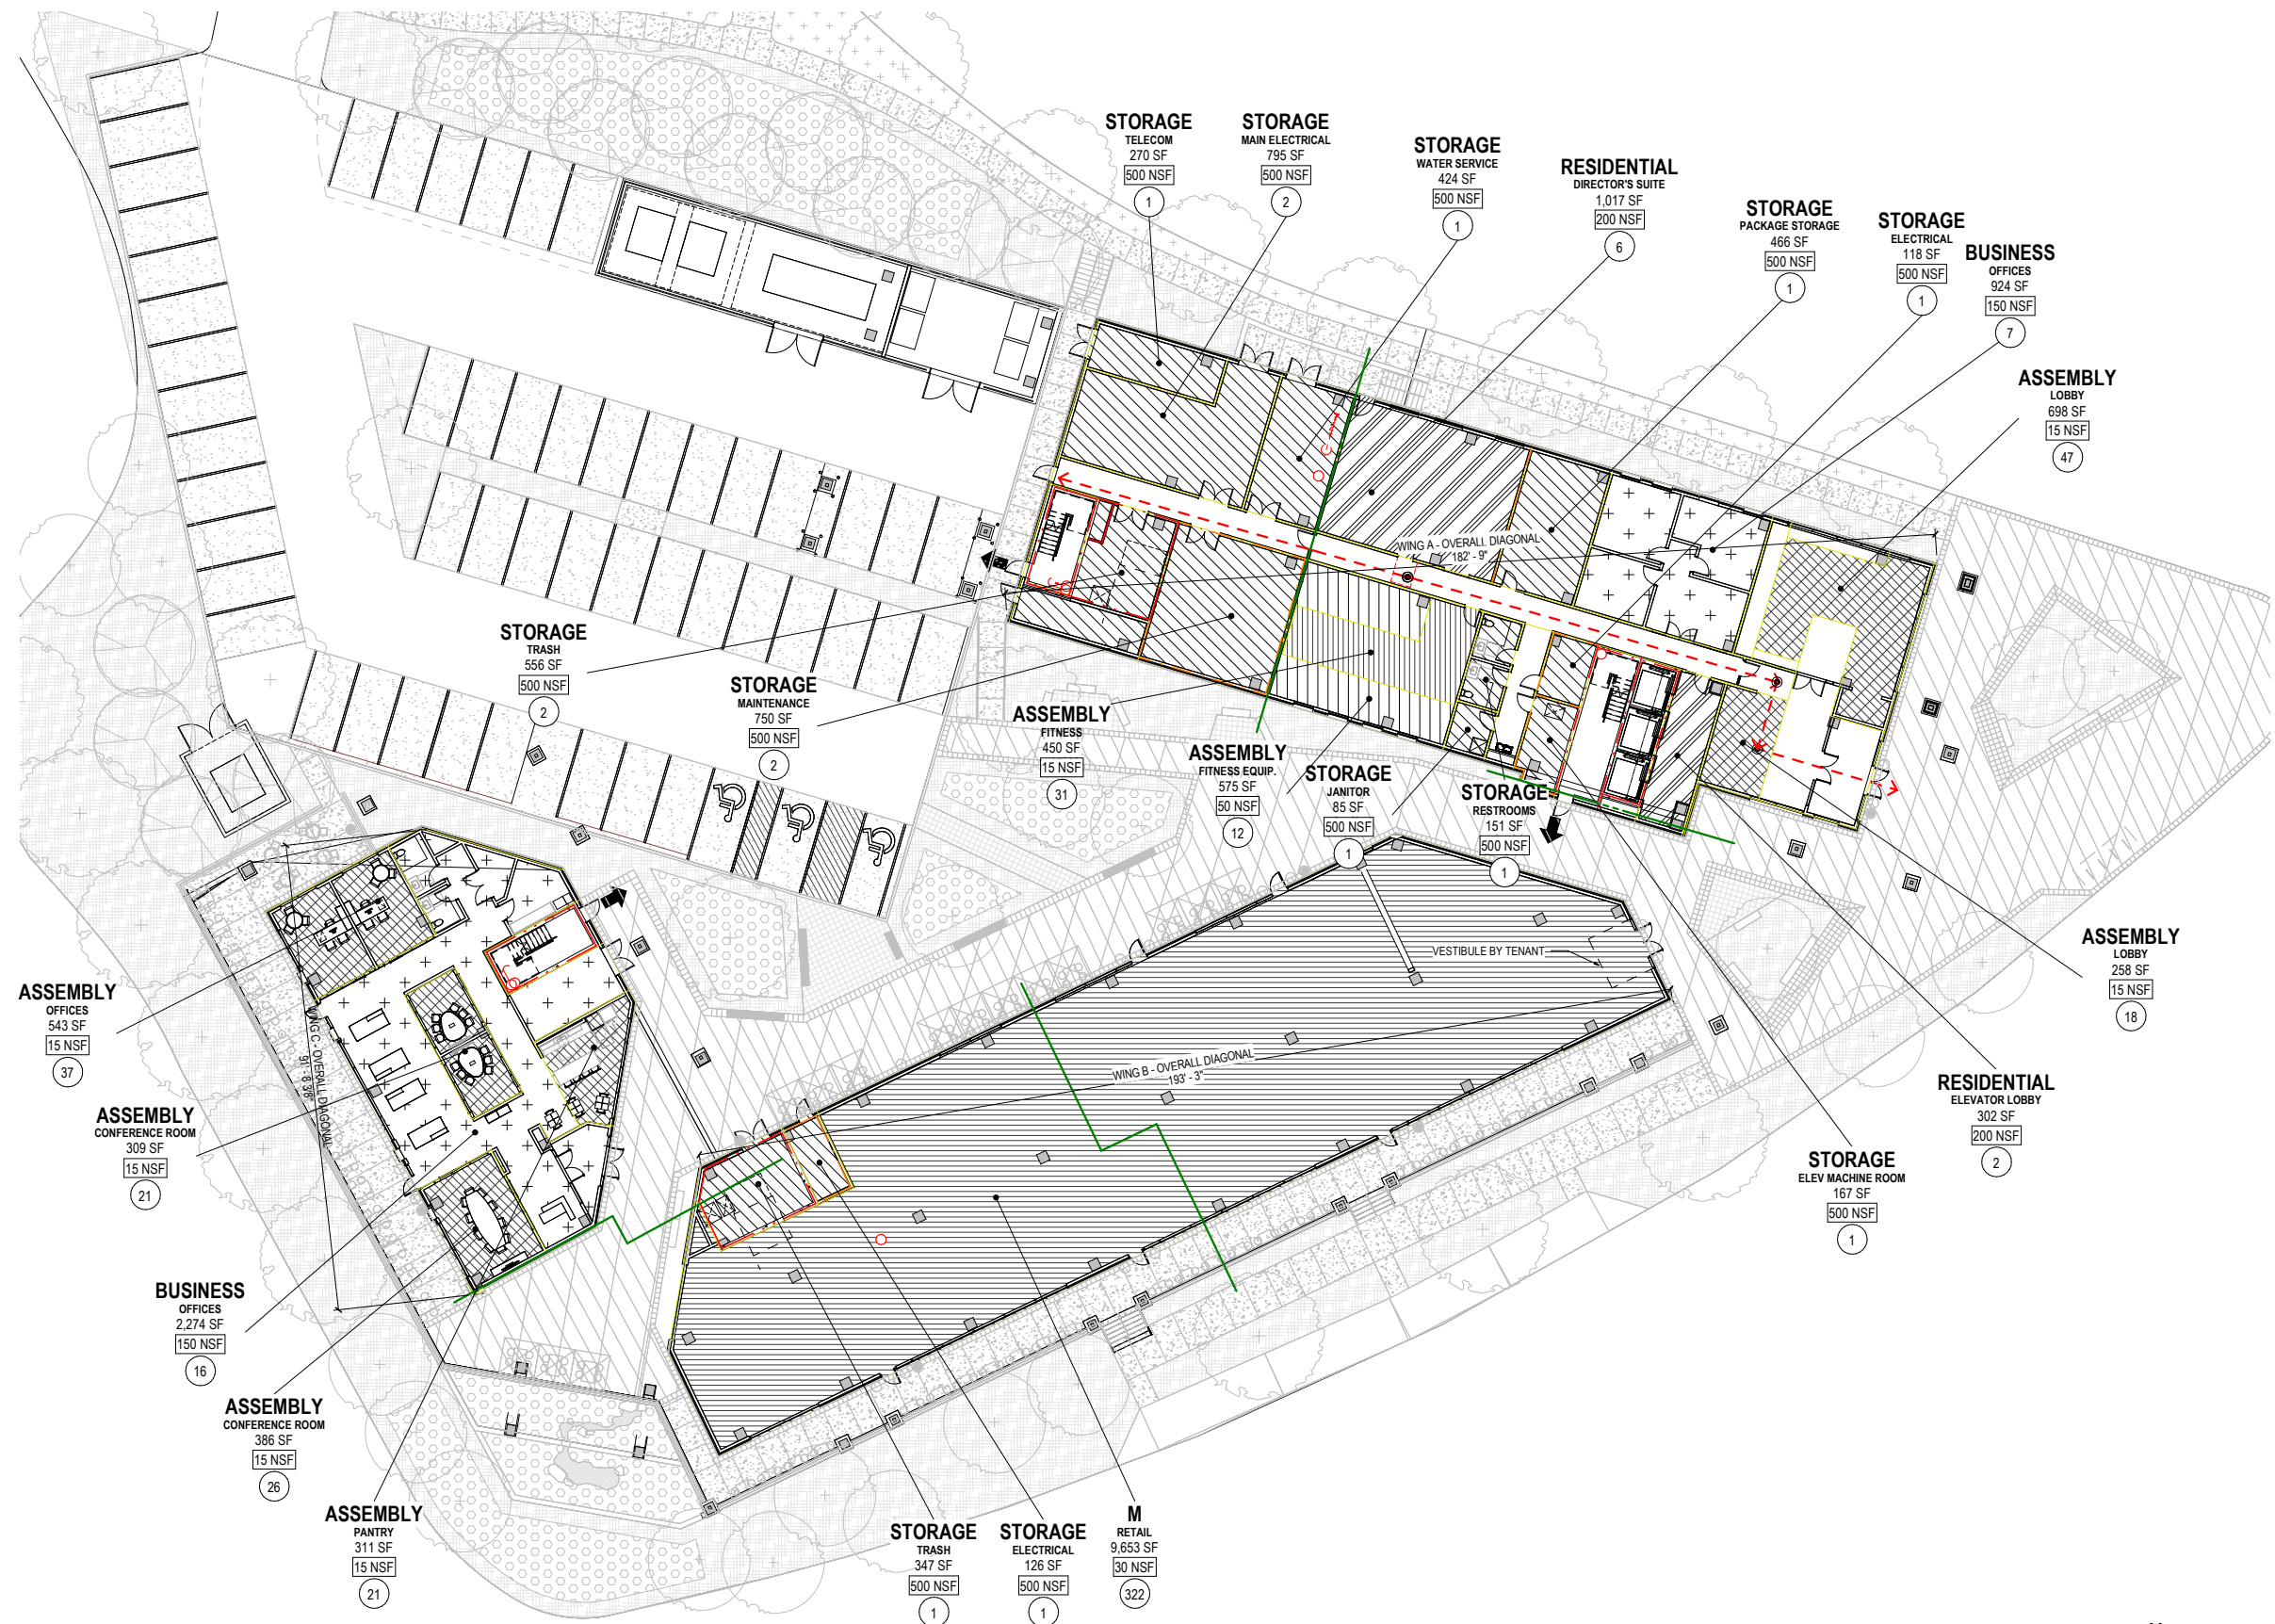 STORAGE
TELECOM
270 SF
500 NSF
1
STORAGE
MAIN ELECTRICAL
795 SF
500 NSF
2
STORAGE
WATER SERVICE
424 SF
500 NSF
1
RESIDENTIAL
DIRECTOR'S SUITE
1,017 SF
200 NSF
6
STORAGE
PACKAGE STORAGE
466 SF
500 NSF
1
STORAGE
ELECTRICAL
118 SF
500 NSF
1
BUSINESS
OFFICES
924 SF
150 NSF
7
ASSEMBLY
LOBBY
698 SF
15 NSF
47
WING A - OVERALL DIAGONAL
182' - 9"
STORAGE
TRASH
556 SF
500 NSF
2
STORAGE
MAINTENANCE
750 SF
500 NSF
2
ASSEMBLY
FITNESS
450 SF
15 NSF
31
ASSEMBLY
FITNESS EQUIP.
575 SF
50 NSF
12
STORAGE
JANITOR
85 SF
500 NSF
1
STORAGE
RESTROOMS
151 SF
500 NSF
1
VESTIBULE BY TENANT
ASSEMBLY
LOBBY
258 SF
15 NSF
18
RESIDENTIAL
ELEVATOR LOBBY
302 SF
200 NSF
2
STORAGE
ELEV MACHINE ROOM
167 SF
500 NSF
1
WING B - OVERALL DIAGONAL
193' - 3"
WING C - OVERALL DIAGONAL
91' - 8 3/8"
ASSEMBLY
OFFICES
543 SF
15 NSF
37
ASSEMBLY
CONFERENCE ROOM
309 SF
15 NSF
21
BUSINESS
OFFICES
2,274 SF
150 NSF
16
ASSEMBLY
CONFERENCE ROOM
386 SF
15 NSF
26
ASSEMBLY
PANTRY
311 SF
15 NSF
21
STORAGE
TRASH
347 SF
500 NSF
1
STORAGE
ELECTRICAL
126 SF
500 NSF
1
M
RETAIL
9,653 SF
30 NSF
322